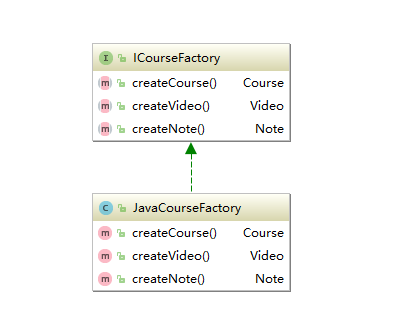 I ICourseFactory
m createCourse() Course
m createVideo() Video
m createNote() Note
C JavaCourseFactory
m createCourse() Course
m createVideo() Video
m createNote() Note